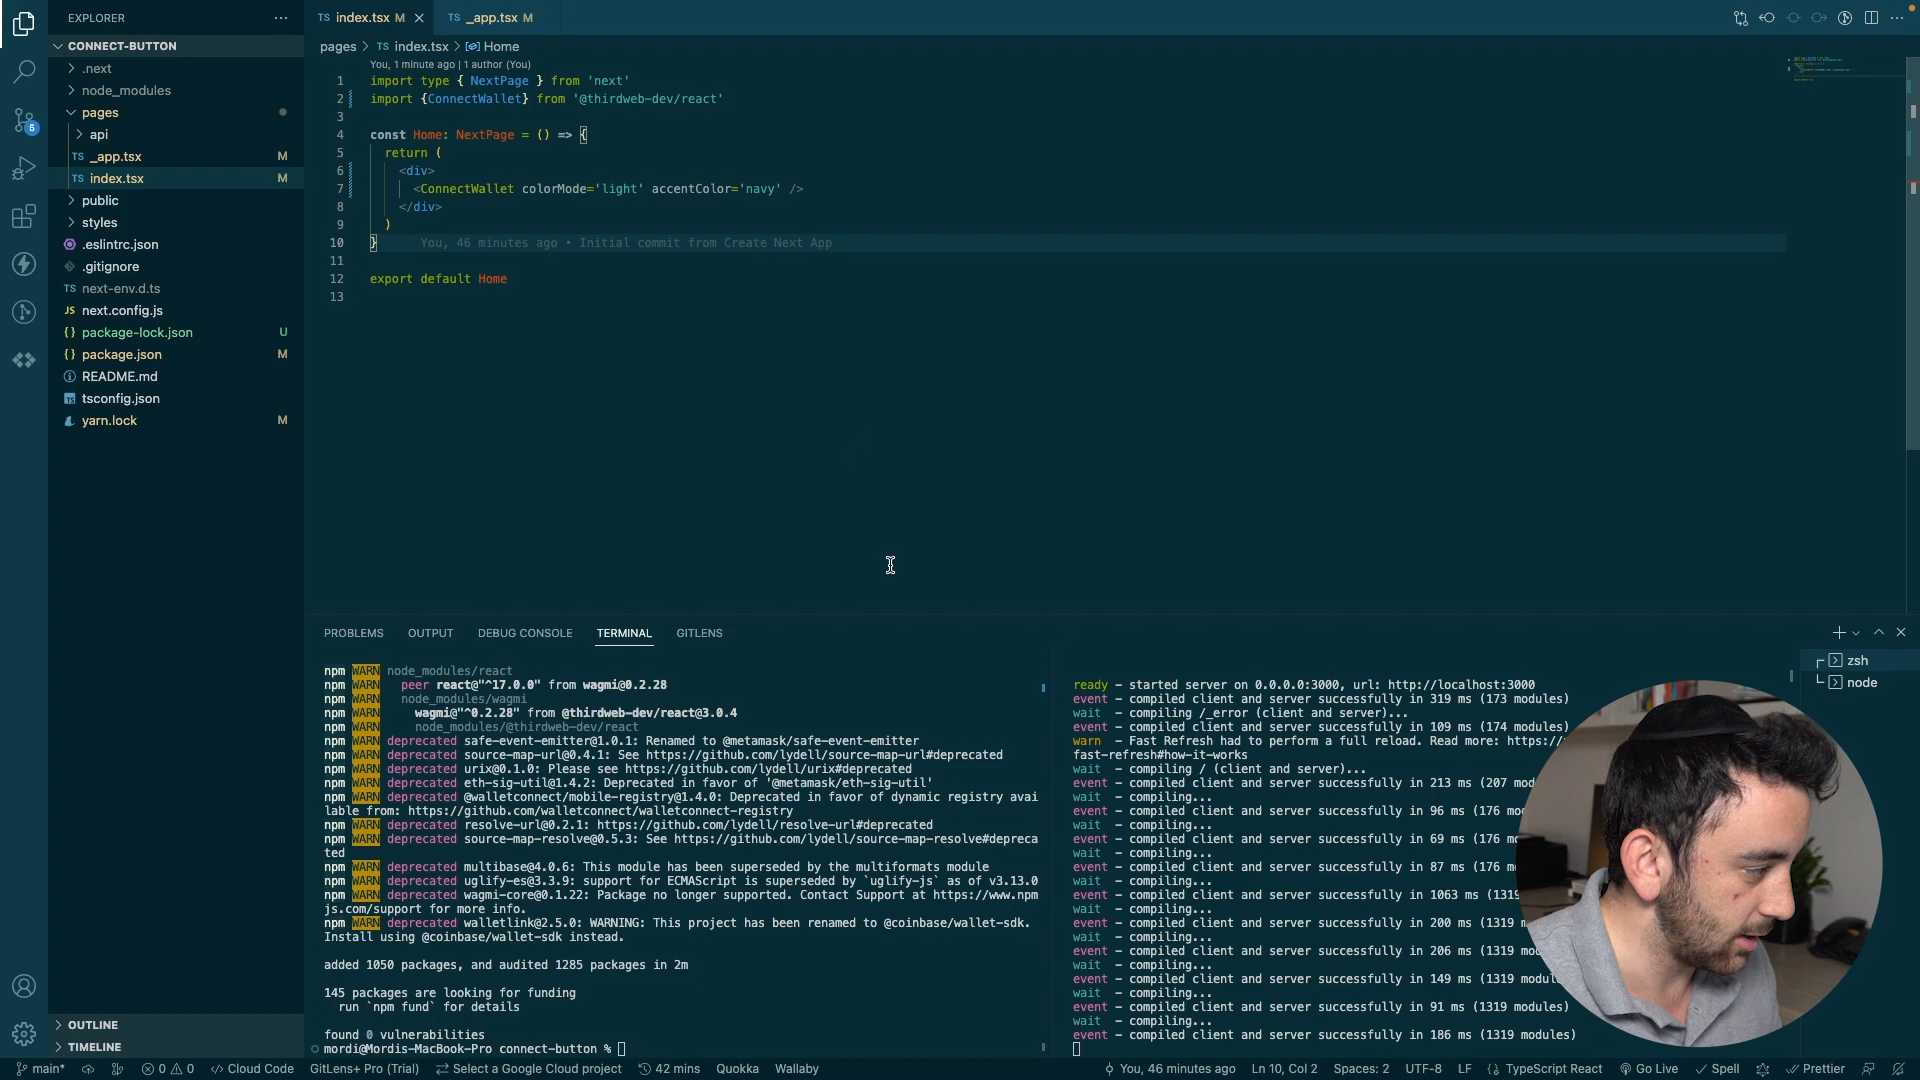 EXPLORER
CONNECT-BUTTON
.next
node_modules
pages
api
TS _app.tsx M
TS index.tsx M
public
styles
.eslintrc.json
.gitignore
TS next-env.d.ts
JS next.config.js
{} package-lock.json U
{} package.json M
README.md
TS tsconfig.json
yarn.lock M
OUTLINE
TIMELINE
5
TS index.tsx M
TS _app.tsx M
pages > TS index.tsx > Home
You, 1 minute ago | 1 author (You)
1 import type { NextPage } from 'next'
2 import {ConnectWallet} from '@thirdweb-dev/react'
3
4 const Home: NextPage = () => {
5 return (
6 <div>
7 <ConnectWallet colorMode='light' accentColor='navy' />
8 </div>
9 )
10 } You, 46 minutes ago • Initial commit from Create Next App
11
12 export default Home
13
PROBLEMS OUTPUT DEBUG CONSOLE TERMINAL GITLENS
npm WARN node_modules/react
npm WARN peer react@"^17.0.0" from wagmi@0.2.28
npm WARN node_modules/wagmi
npm WARN wagmi@"^0.2.28" from @thirdweb-dev/react@3.0.4
npm WARN node_modules/@thirdweb-dev/react
npm WARN deprecated safe-event-emitter@1.0.1: Renamed to @metamask/safe-event-emitter
npm WARN deprecated source-map-url@0.4.1: See https://github.com/lydell/source-map-url#deprecated
npm WARN deprecated urix@0.1.0: Please see https://github.com/lydell/urix#deprecated
npm WARN deprecated eth-sig-util@1.4.2: Deprecated in favor of '@metamask/eth-sig-util'
npm WARN deprecated @walletconnect/mobile-registry@1.4.0: Deprecated in favor of dynamic registry avai
lable from: https://github.com/walletconnect/walletconnect-registry
npm WARN deprecated resolve-url@0.2.1: https://github.com/lydell/resolve-url#deprecated
npm WARN deprecated source-map-resolve@0.5.3: See https://github.com/lydell/source-map-resolve#depreca
ted
npm WARN deprecated multibase@4.0.6: This module has been superseded by the multiformats module
npm WARN deprecated uglify-es@3.3.9: support for ECMAScript is superseded by `uglify-js` as of v3.13.0
npm WARN deprecated wagmi-core@0.1.22: Package no longer supported. Contact Support at https://www.npm
js.com/support for more info.
npm WARN deprecated walletlink@2.5.0: WARNING: This project has been renamed to @coinbase/wallet-sdk.
Install using @coinbase/wallet-sdk instead.
added 1050 packages, and audited 1285 packages in 2m
145 packages are looking for funding
run `npm fund` for details
found 0 vulnerabilities
mordi@Mordis-MacBook-Pro connect-button %
ready - started server on 0.0.0.0:3000, url: http://localhost:3000
event - compiled client and server successfully in 319 ms (173 modules)
wait - compiling /_error (client and server)...
event - compiled client and server successfully in 109 ms (174 modules)
warn - Fast Refresh had to perform a full reload. Read more: https:/
fast-refresh#how-it-works
wait - compiling / (client and server)...
event - compiled client and server successfully in 213 ms (207 mod
wait - compiling...
event - compiled client and server successfully in 96 ms (176 m
wait - compiling...
event - compiled client and server successfully in 69 ms (176 m
wait - compiling...
event - compiled client and server successfully in 87 ms (176 m
wait - compiling...
event - compiled client and server successfully in 1063 ms (1319
wait - compiling...
event - compiled client and server successfully in 200 ms (1319
wait - compiling...
event - compiled client and server successfully in 206 ms (1319 m
wait - compiling...
event - compiled client and server successfully in 149 ms (1319 modul
wait - compiling...
event - compiled client and server successfully in 91 ms (1319 modules)
wait - compiling...
event - compiled client and server successfully in 186 ms (1319 modules)
zsh
node
main* 0 0 Cloud Code GitLens+ Pro (Trial) Select a Google Cloud project 42 mins Quokka Wallaby You, 46 minutes ago Ln 10, Col 2 Spaces: 2 UTF-8 LF TypeScript React Go Live Spell Prettier